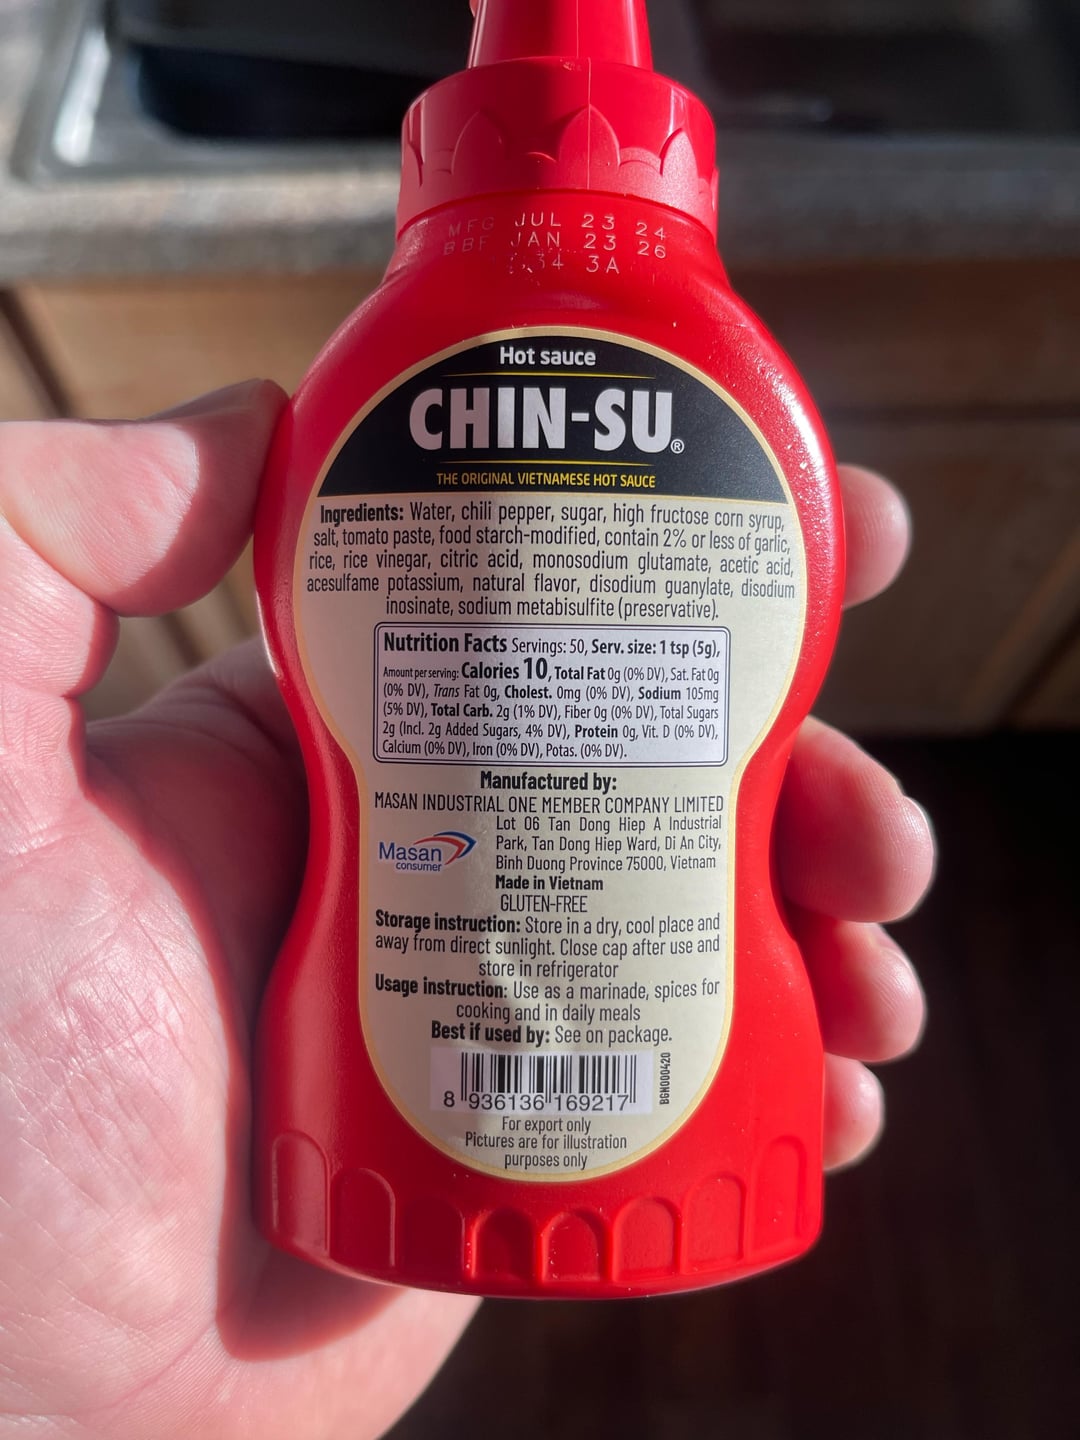 MFG JUL 23 24
BBF JAN 23 26
34 3A
Hot sauce
CHIN-SU®
THE ORIGINAL VIETNAMESE HOT SAUCE
Ingredients: Water, chili pepper, sugar, high fructose corn syrup,
salt, tomato paste, food starch-modified, contain 2% or less of garlic,
rice, rice vinegar, citric acid, monosodium glutamate, acetic acid,
acesulfame potassium, natural flavor, disodium guanylate, disodium
inosinate, sodium metabisulfite (preservative).
Nutrition Facts Servings: 50, Serv. size: 1 tsp (5g),
Amount per serving: Calories 10, Total Fat 0g (0% DV), Sat. Fat 0g
(0% DV), Trans Fat 0g, Cholest. 0mg (0% DV), Sodium 105mg
(5% DV), Total Carb. 2g (1% DV), Fiber 0g (0% DV), Total Sugars
2g (Incl. 2g Added Sugars, 4% DV), Protein 0g, Vit. D (0% DV),
Calcium (0% DV), Iron (0% DV), Potas. (0% DV).
Manufactured by:
MASAN INDUSTRIAL ONE MEMBER COMPANY LIMITED
Lot 06 Tan Dong Hiep A Industrial
Park, Tan Dong Hiep Ward, Di An City,
Binh Duong Province 75000, Vietnam
Masan
consumer
Made in Vietnam
GLUTEN-FREE
Storage instruction: Store in a dry, cool place and
away from direct sunlight. Close cap after use and
store in refrigerator
Usage instruction: Use as a marinade, spices for
cooking and in daily meals
Best if used by: See on package.
8 936136 169217
BGN000420
For export only
Pictures are for illustration
purposes only